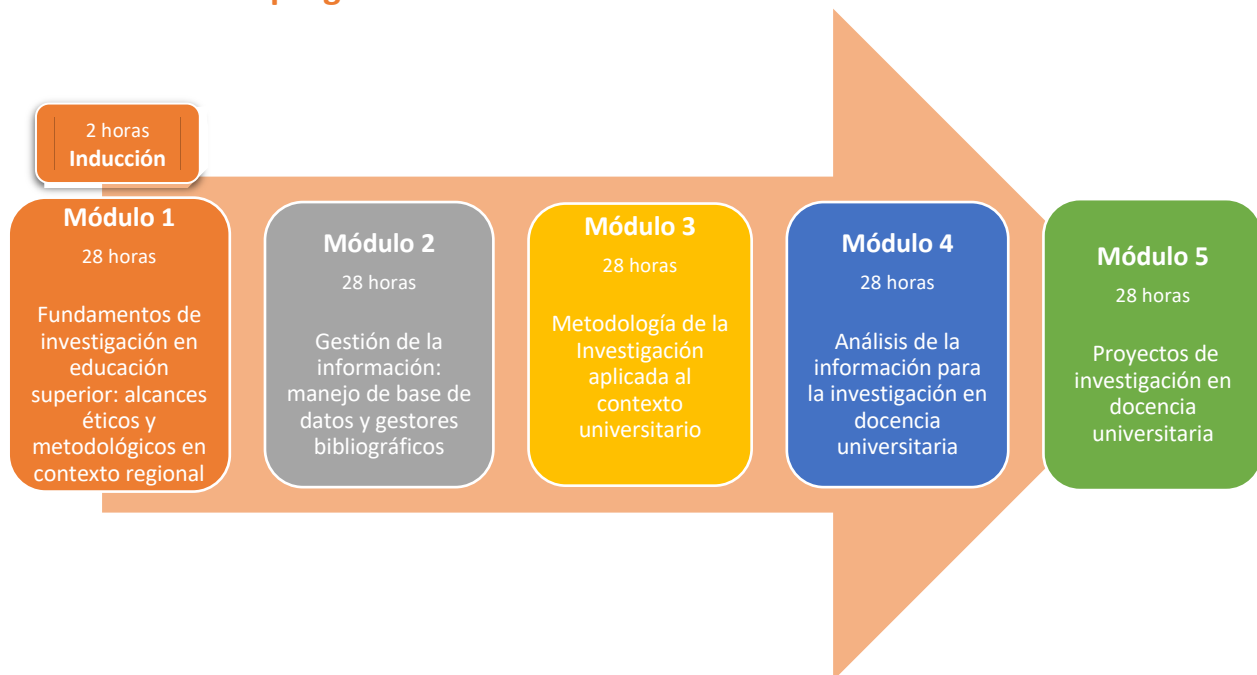 2 horas
Inducción
Módulo 1
28 horas
Fundamentos de
investigación en
educación
superior: alcances
éticos y
metodológicos en
contexto regional
Módulo 2
28 horas
Gestión de la
información:
manejo de base de
datos y gestores
bibliográficos
Módulo 3
28 horas
Metodología de la
Investigación
aplicada al
contexto
universitario
Módulo 4
28 horas
Análisis de la
información para
la investigación en
docencia
universitaria
Módulo 5
28 horas
Proyectos de
investigación en
docencia
universitaria